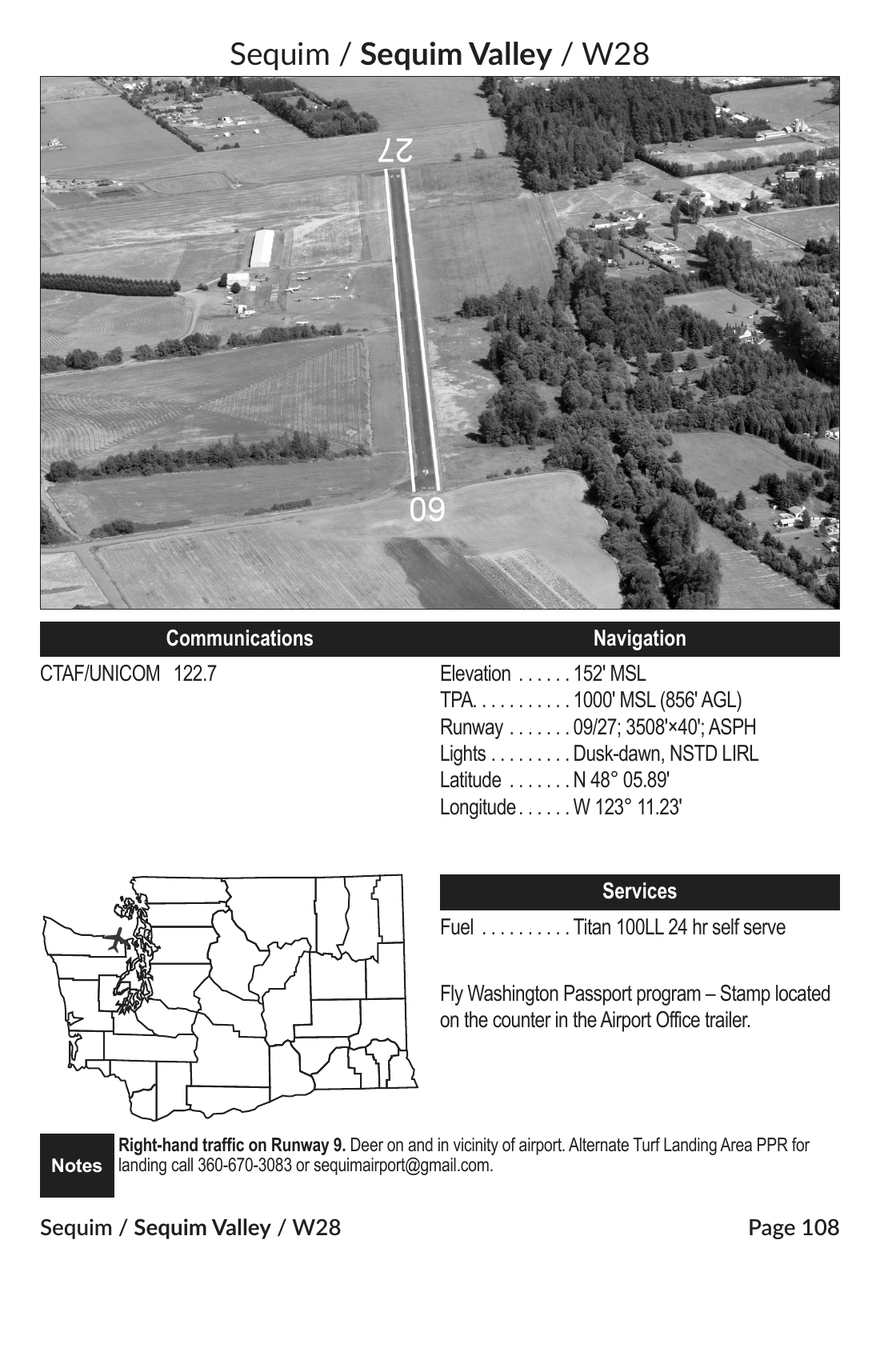 Sequim / Sequim Valley / W28
27
09
Communications
CTAF/UNICOM 122.7
Navigation
Elevation . . . . . . 152' MSL
TPA. . . . . . . . . . . 1000' MSL (856' AGL)
Runway . . . . . . . 09/27; 3508'×40'; ASPH
Lights . . . . . . . . . Dusk-dawn, NSTD LIRL
Latitude . . . . . . . N 48° 05.89'
Longitude . . . . . . W 123° 11.23'
Services
Fuel . . . . . . . . . . Titan 100LL 24 hr self serve
Fly Washington Passport program – Stamp located
on the counter in the Airport Office trailer.
Notes
Right-hand traffic on Runway 9. Deer on and in vicinity of airport. Alternate Turf Landing Area PPR for
landing call 360-670-3083 or sequimairport@gmail.com.
Sequim / Sequim Valley / W28
Page 108